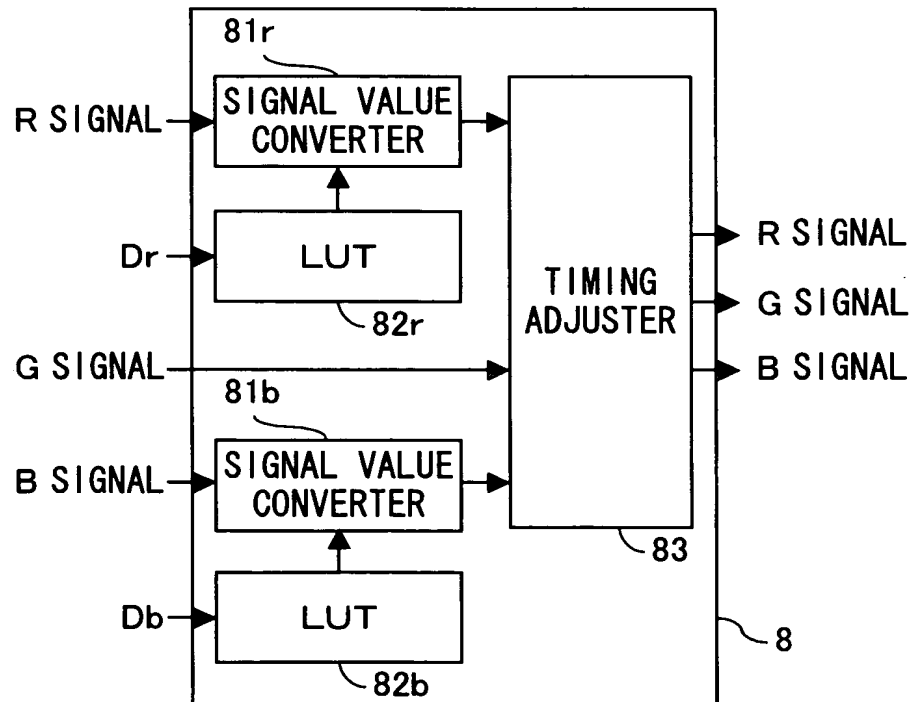 81r
R SIGNAL
SIGNAL VALUE
CONVERTER
Dr
LUT
82r
G SIGNAL
81b
B SIGNAL
SIGNAL VALUE
CONVERTER
Db
LUT
82b
TIMING
ADJUSTER
83
R SIGNAL
G SIGNAL
B SIGNAL
8